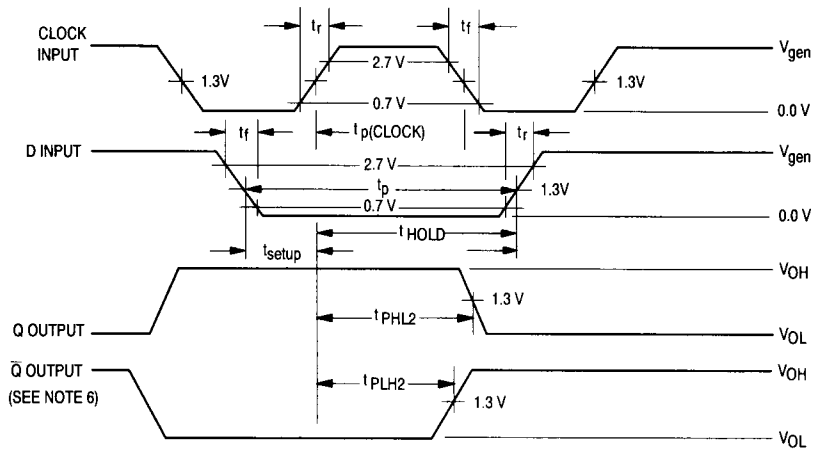 CLOCK
INPUT
tr
tf
Vgen
1.3V
2.7 V
1.3V
0.7 V
0.0 V
tf
tp(CLOCK)
tr
D INPUT
Vgen
2.7 V
tp
1.3V
0.7 V
0.0 V
tHOLD
tsetup
VOH
1.3 V
Q OUTPUT
tPHL2
VOL
Q̅ OUTPUT
(SEE NOTE 6)
tPLH2
VOH
1.3 V
VOL